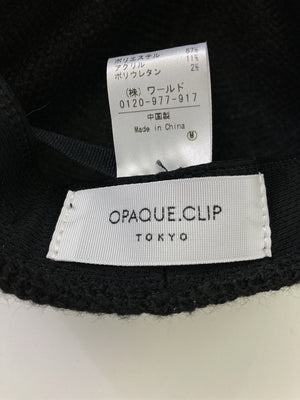 ポリエステル 87%
アクリル 11%
ポリウレタン 2%
(株) ワールド
0120-977-917
中国製
Made in China
M
OPAQUE.CLIP
TOKYO